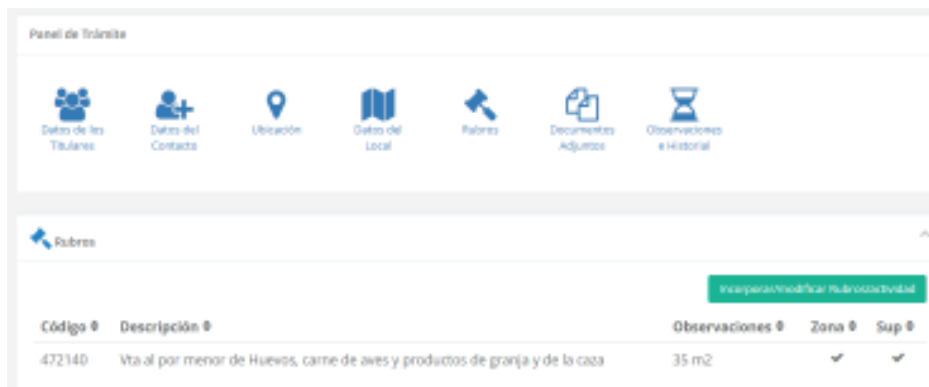 Panel de Trámite
Datos de los Titulares
Datos del Contacto
Ubicación
Datos del Local
Rubros
Documentos Adjuntos
Observaciones e Historial
Rubros
Incorporar/modificar Rubros/actividad
Código Descripción Observaciones Zona Sup
472140 Vta al por menor de Huevos, carne de aves y productos de granja y de la caza 35 m2